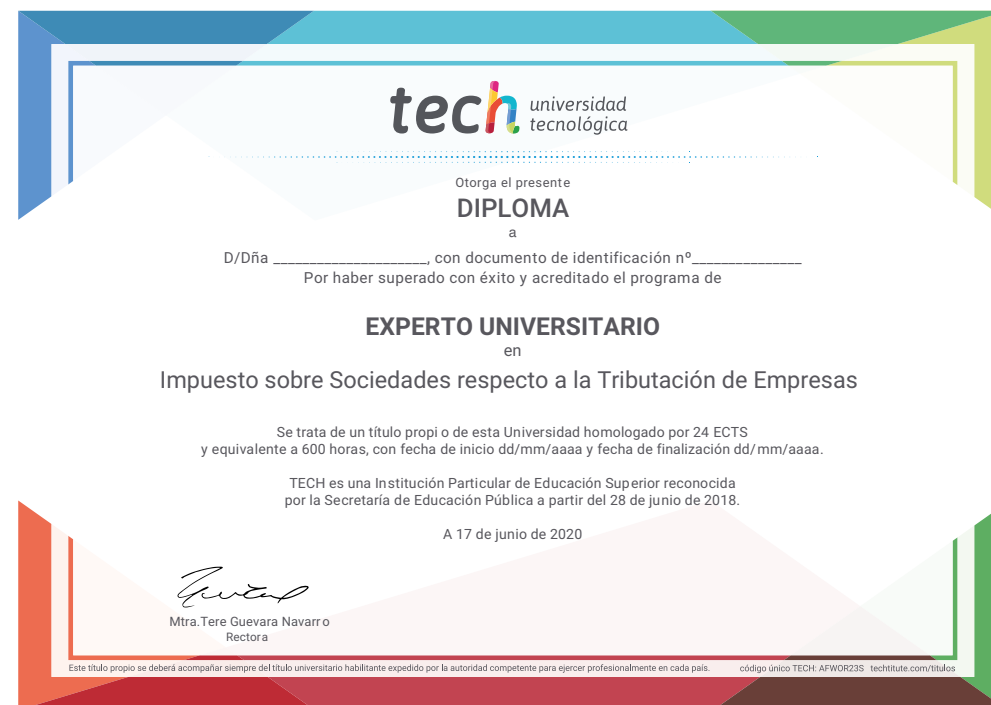 tech universidad
tecnológica
Otorga el presente
DIPLOMA
a
D/Dña _____________________, con documento de identificación nº_______________
Por haber superado con éxito y acreditado el programa de
EXPERTO UNIVERSITARIO
en
Impuesto sobre Sociedades respecto a la Tributación de Empresas
Se trata de un título propi o de esta Universidad homologado por 24 ECTS
y equivalente a 600 horas, con fecha de inicio dd/mm/aaaa y fecha de finalización dd/mm/aaaa.
TECH es una Institución Particular de Educación Superior reconocida
por la Secretaría de Educación Pública a partir del 28 de junio de 2018.
A 17 de junio de 2020
Mtra.Tere Guevara Navarro
Rectora
Este título propio se deberá acompañar siempre del título universitario habilitante expedido por la autoridad competente para ejercer profesionalmente en cada país. código único TECH: AFWOR23S techtitute.com/titulos